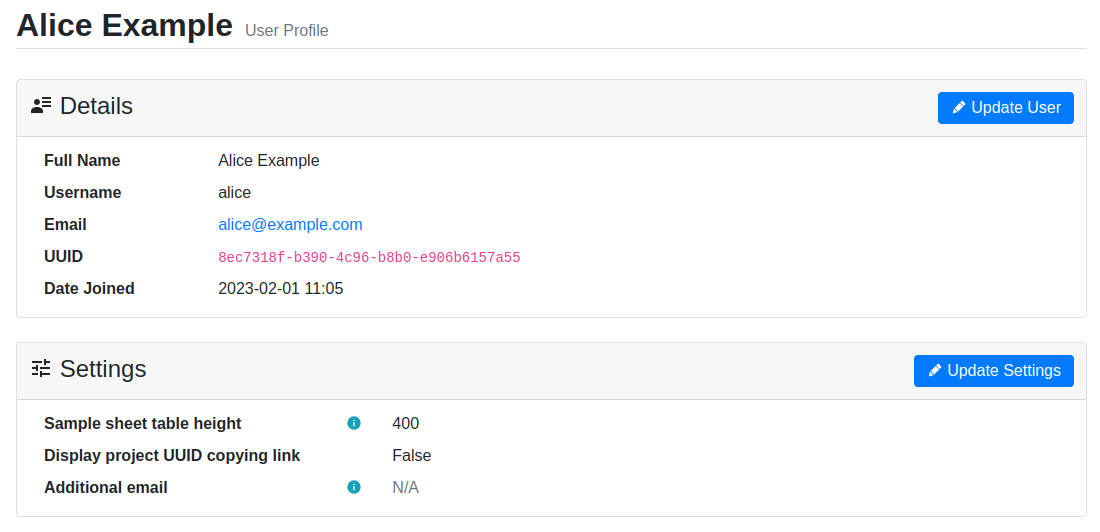 Alice Example User Profile
Details
Update User
Full Name Alice Example
Username alice
Email alice@example.com
UUID 8ec7318f-b390-4c96-b8b0-e906b6157a55
Date Joined 2023-02-01 11:05
Settings
Update Settings
Sample sheet table height 400
Display project UUID copying link False
Additional email N/A